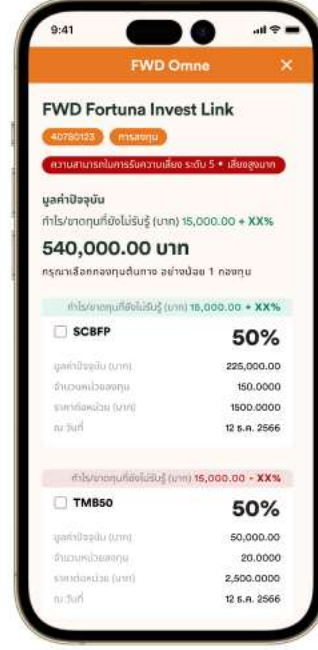 9:41
FWD Omne ×
FWD Fortuna Invest Link
40780123 การลงทุน
ความสามารถในการรับความเสี่ยง ระดับ 5 • เสี่ยงสูงมาก
มูลค่าปัจจุบัน
กำไร/ขาดทุนที่ยังไม่รับรู้ (บาท) 15,000.00 + XX%
540,000.00 บาท
กรุณาเลือกกองทุนต้นทาง อย่างน้อย 1 กองทุน
กำไร/ขาดทุนที่ยังไม่รับรู้ (บาท) 15,000.00 + XX%
SCBFP 50%
มูลค่าปัจจุบัน (บาท) 225,000.00
จำนวนหน่วยลงทุน 150.0000
ราคาต่อหน่วย (บาท) 1500.0000
ณ วันที่ 12 ธ.ค. 2566
กำไร/ขาดทุนที่ยังไม่รับรู้ (บาท) 15,000.00 - XX%
TMB50 50%
มูลค่าปัจจุบัน (บาท) 50,000.00
จำนวนหน่วยลงทุน 20.0000
ราคาต่อหน่วย (บาท) 2,500.0000
ณ วันที่ 12 ธ.ค. 2566